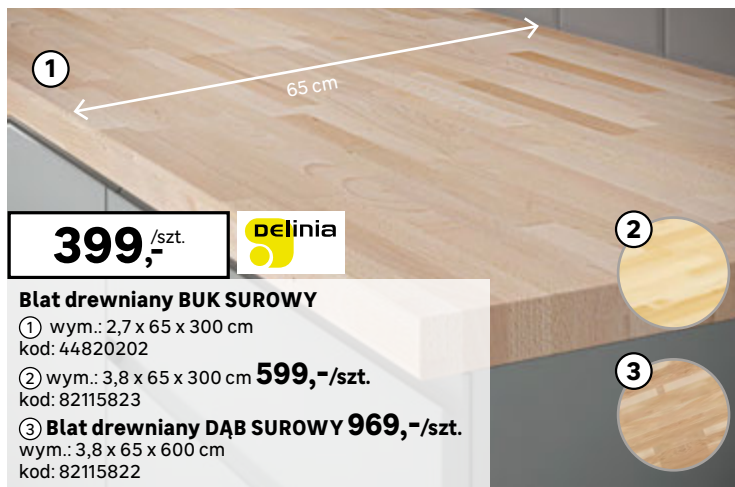 1
65 cm
399,-/szt.
Delinia
2
Blat drewniany BUK SUROWY
1 wym.: 2,7 x 65 x 300 cm
kod: 44820202
2 wym.: 3,8 x 65 x 300 cm 599,-/szt.
kod: 82115823
3
3 Blat drewniany DĄB SUROWY 969,-/szt.
wym.: 3,8 x 65 x 600 cm
kod: 82115822